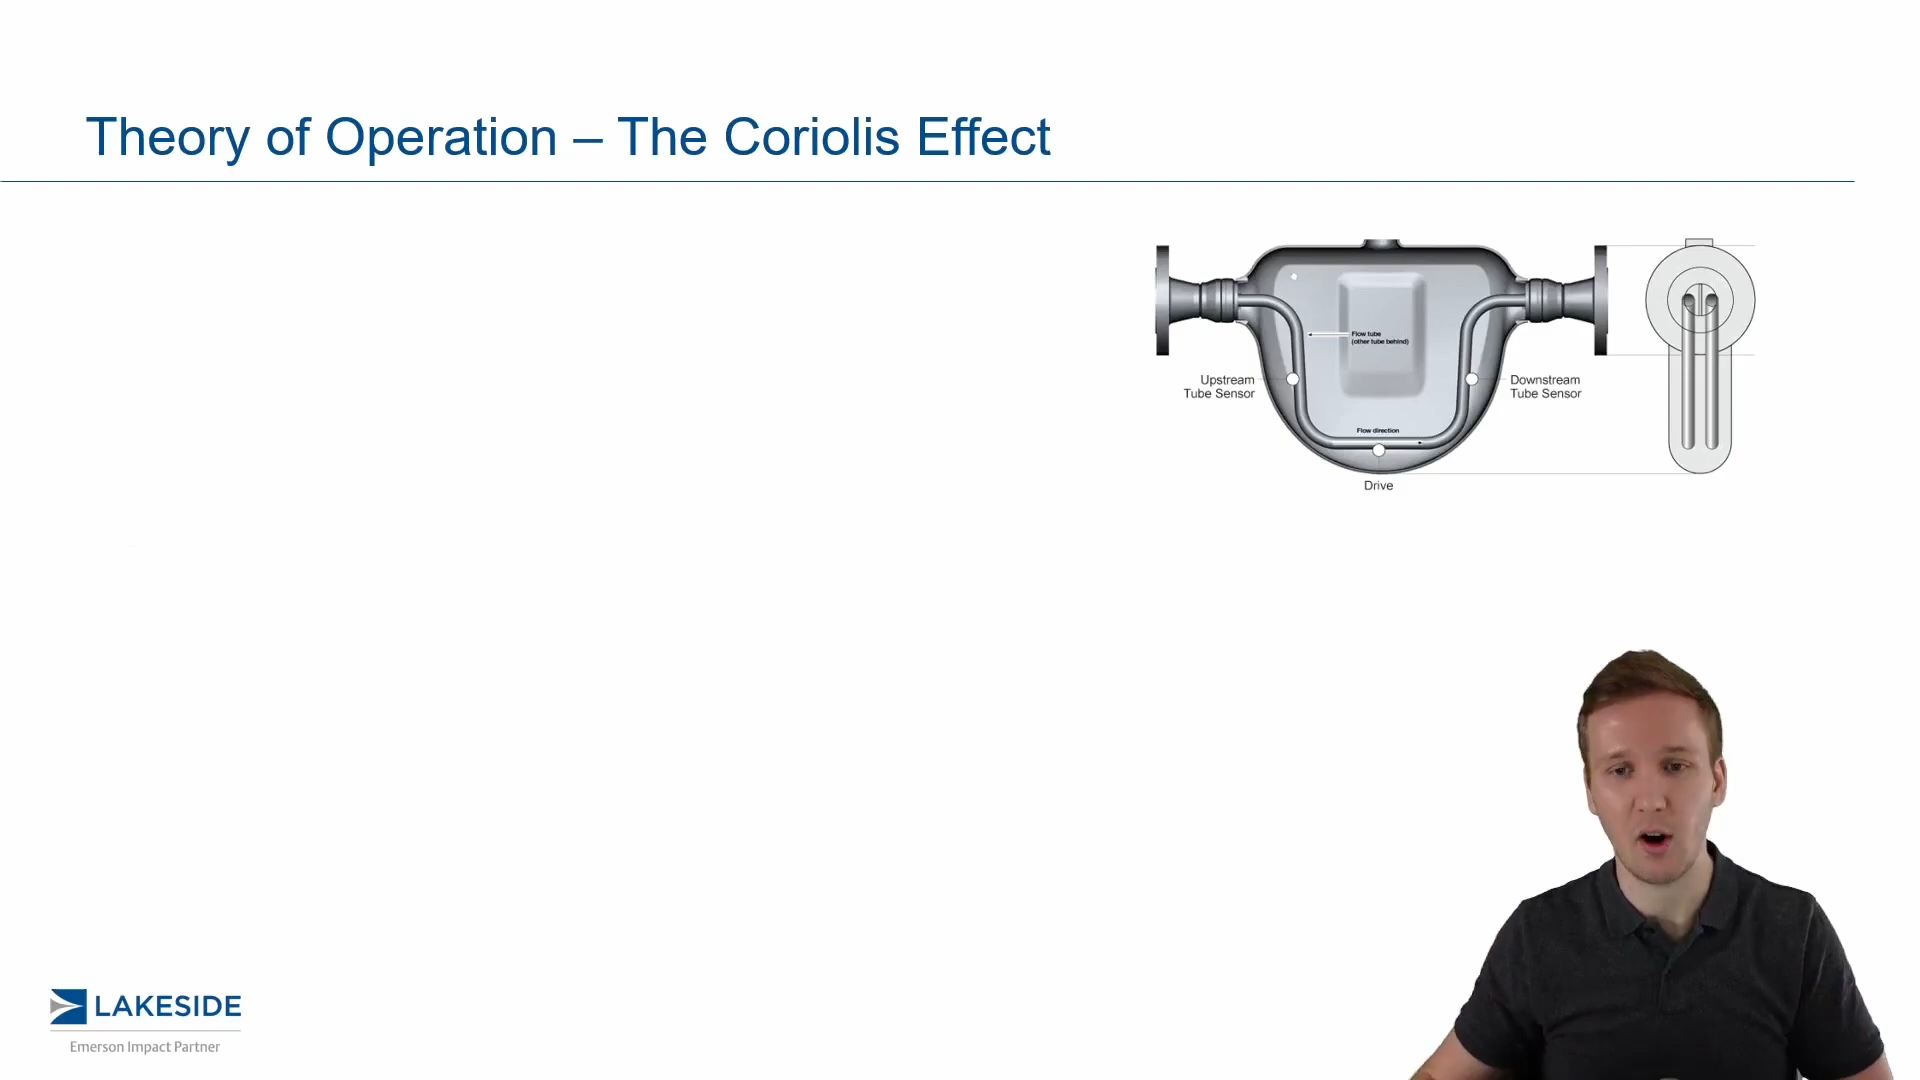 Theory of Operation – The Coriolis Effect
Flow tube
(other tube behind)
Upstream
Tube Sensor
Downstream
Tube Sensor
Flow direction
Drive
LAKESIDE
Emerson Impact Partner